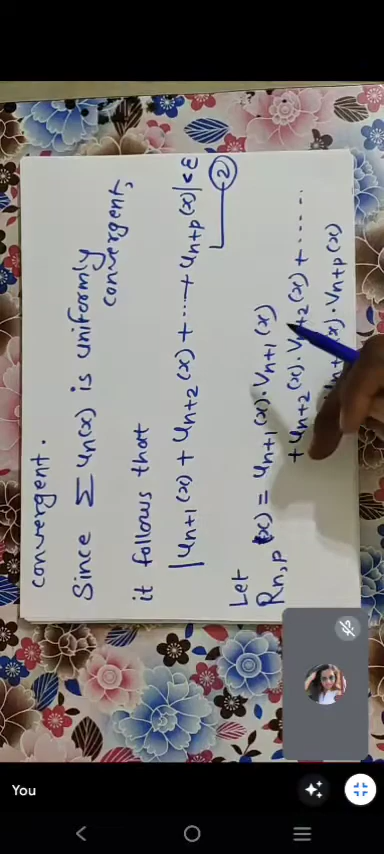 convergent.
Since ∑ un(x) is uniformly
convergent,
it follows that
|un+1(x) + un+2(x) + ..... + un+p(x)| < ε
②
Let
Rn,p (x) = un+1(x). vn+1(x)
+ un+2(x). vn+2(x) + .....
x). vn+p(x)
You